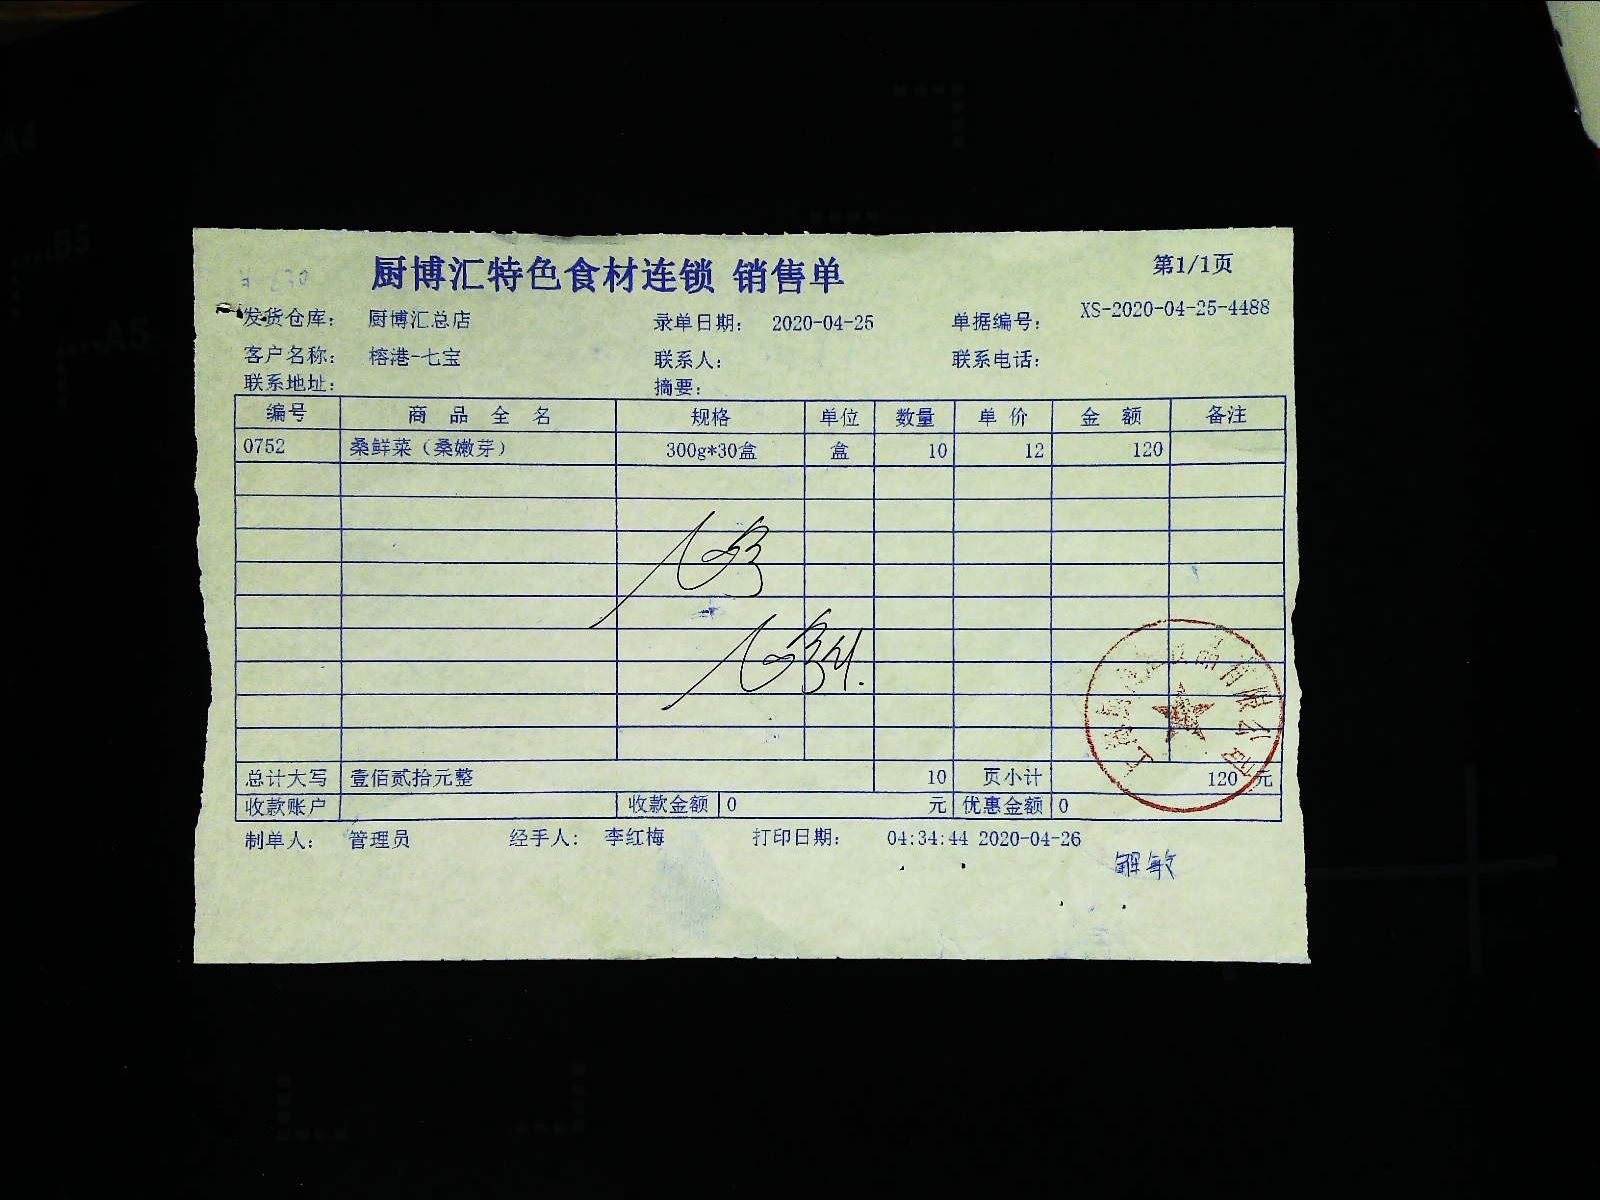 厨博汇特色食材连锁 销售单
第1/1页
发货仓库： 厨博汇总店 录单日期： 2020-04-25 单据编号： XS-2020-04-25-4488
客户名称： 榕港-七宝 联系人： 联系电话：
联系地址： 摘要：
编号 商品全名 规格 单位 数量 单价 金额 备注
0752 桑鲜菜（桑嫩芽） 300g*30盒 盒 10 12 120
总计大写 壹佰贰拾元整 10 页小计 120 元
收款账户 收款金额 0 元 优惠金额 0
制单人： 管理员 经手人： 李红梅 打印日期： 04:34:44 2020-04-26
解敏